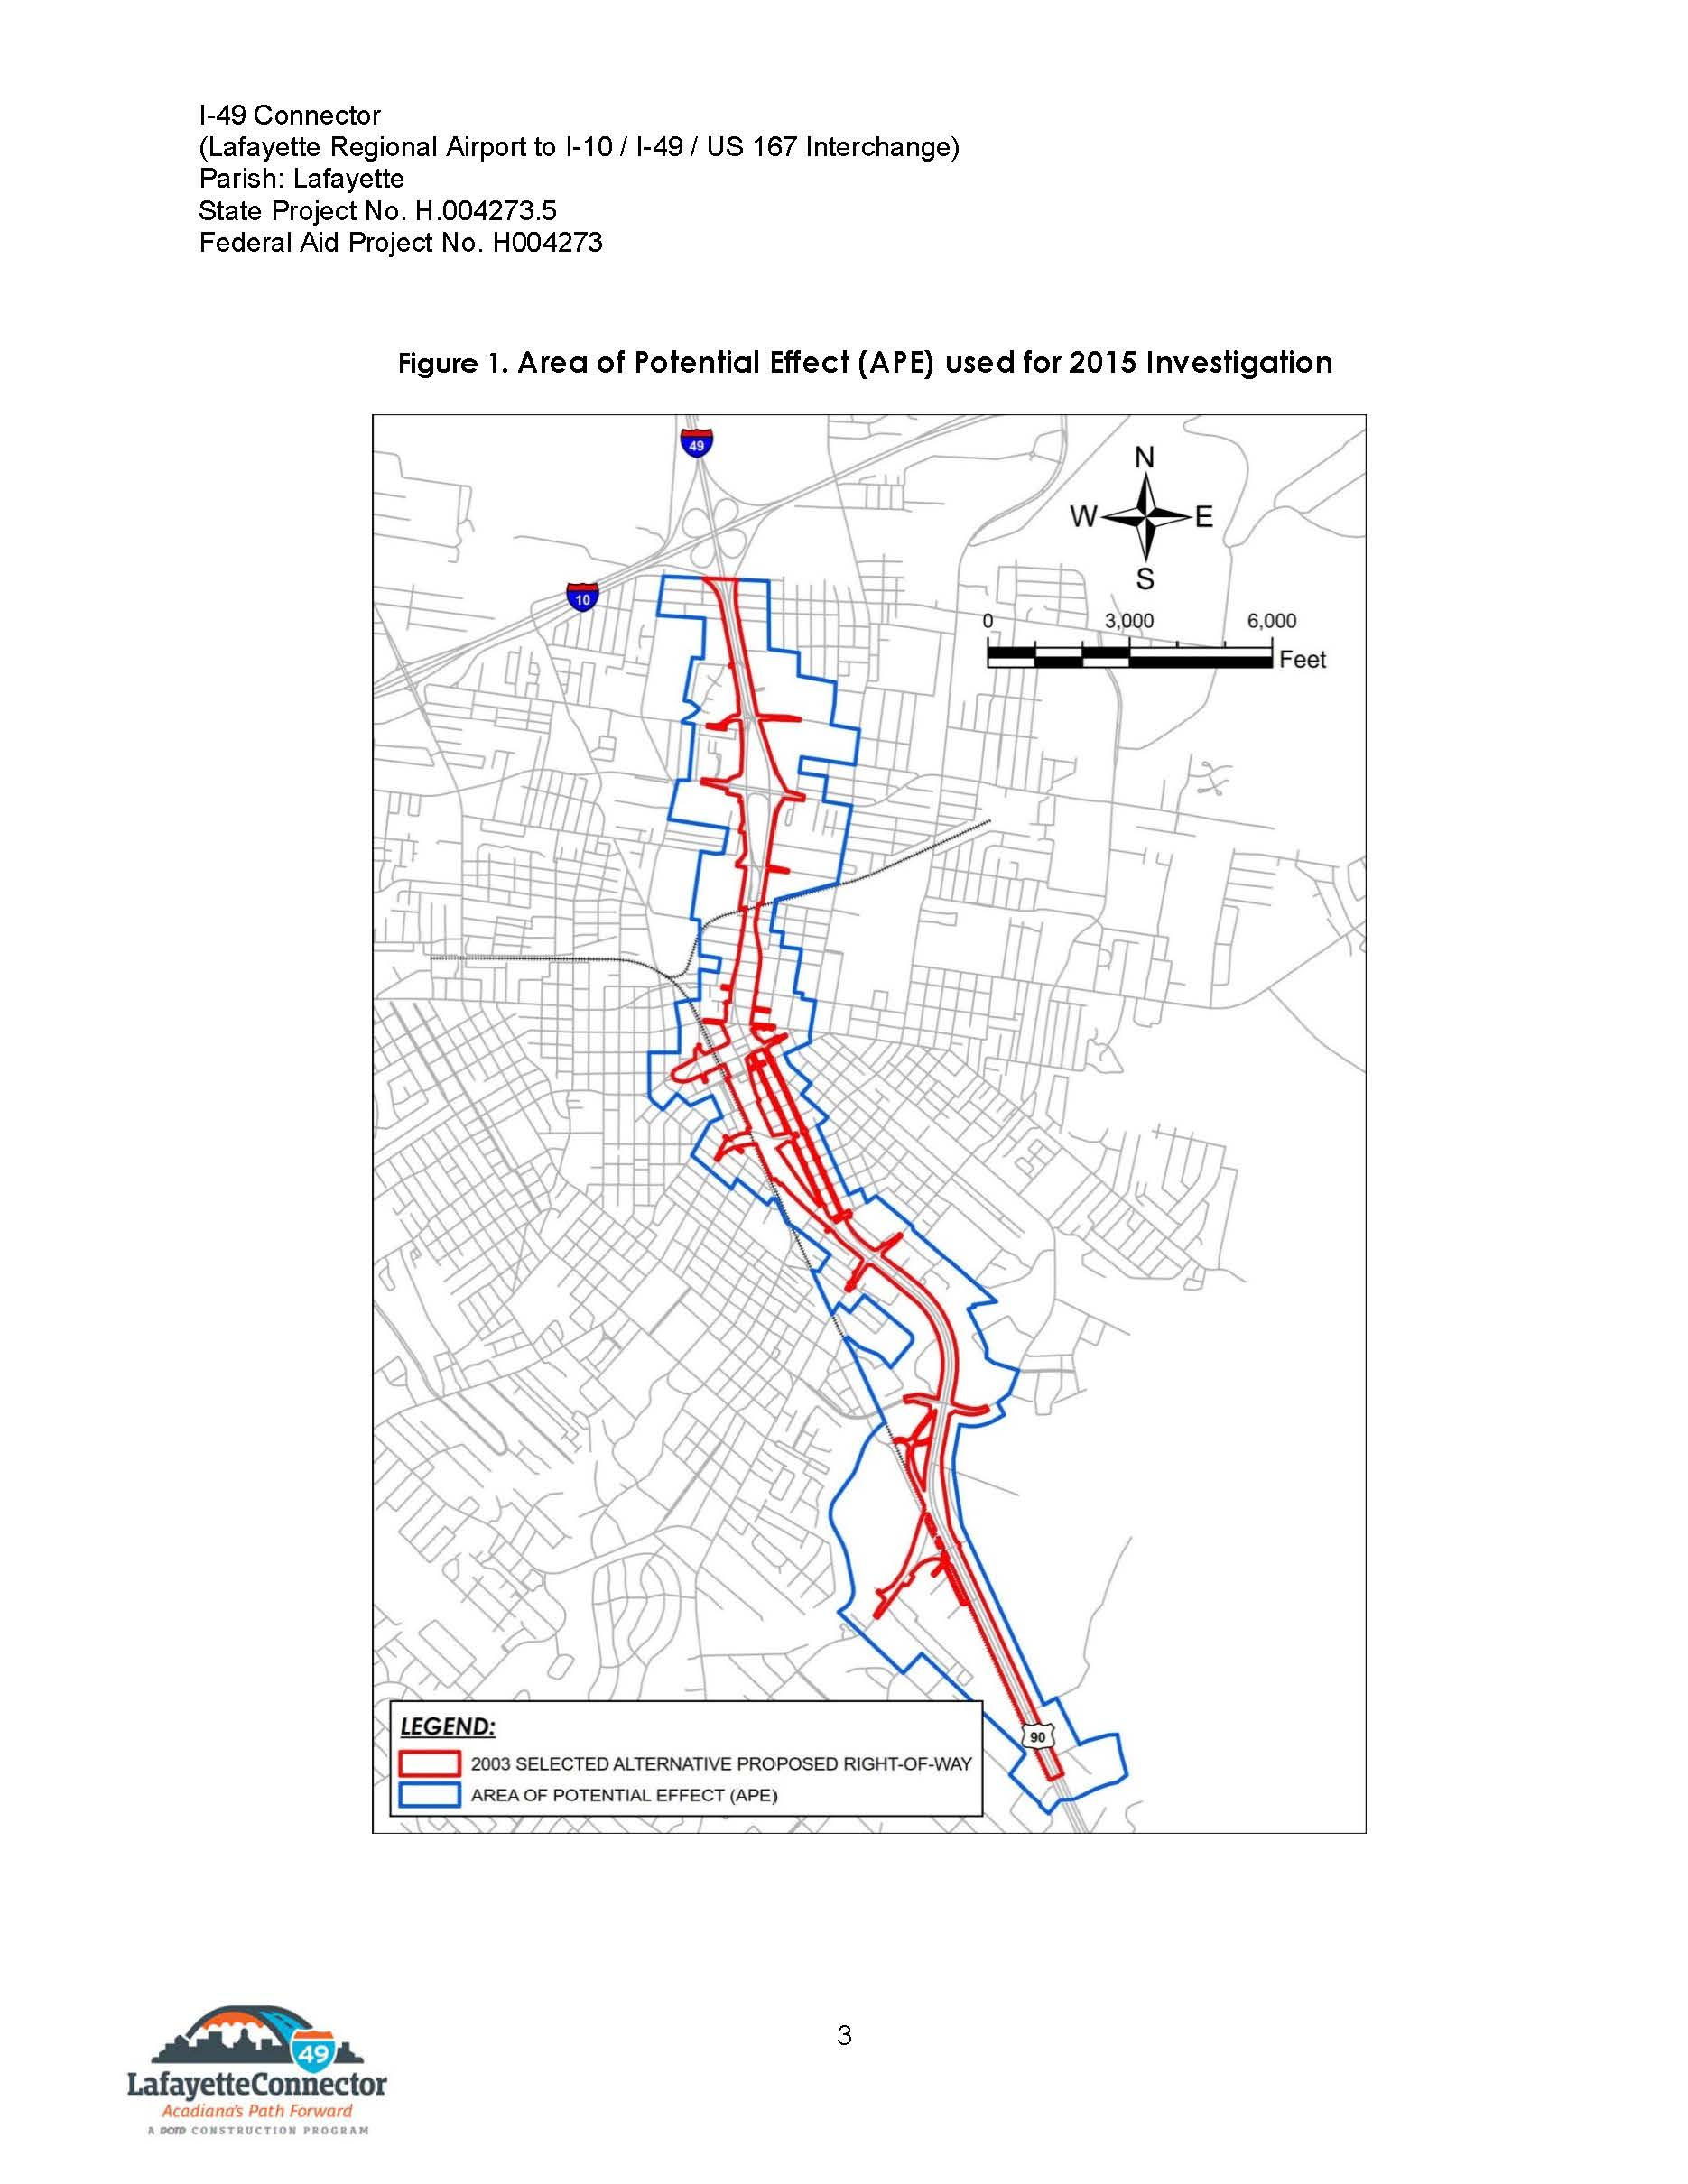 I-49 Connector
(Lafayette Regional Airport to I-10 / I-49 / US 167 Interchange)
Parish: Lafayette
State Project No. H.004273.5
Federal Aid Project No. H004273
Figure 1. Area of Potential Effect (APE) used for 2015 Investigation
49
N
W E
S
10
0 3,000 6,000
Feet
90
LEGEND:
2003 SELECTED ALTERNATIVE PROPOSED RIGHT-OF-WAY
AREA OF POTENTIAL EFFECT (APE)
3
49
LafayetteConnector
Acadiana's Path Forward
A DOTD CONSTRUCTION PROGRAM